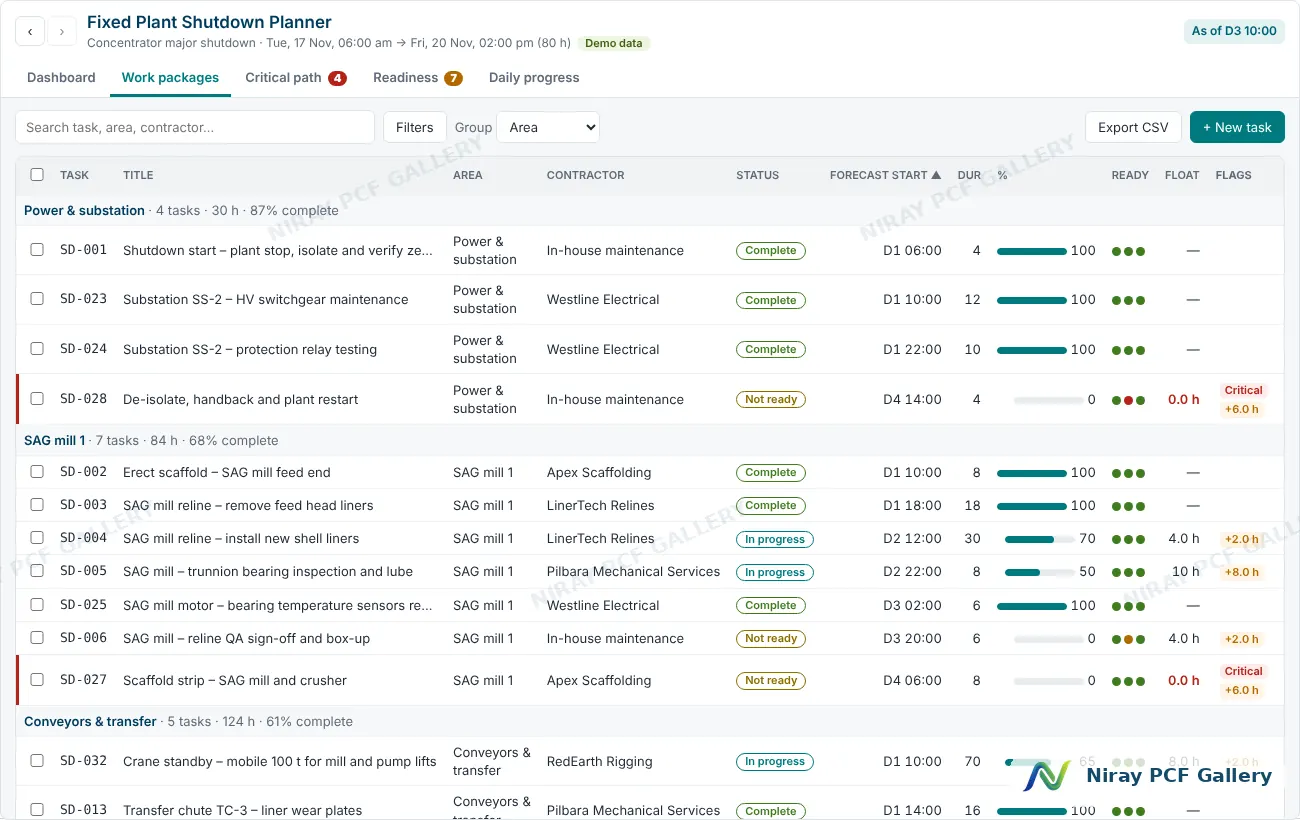 ‹ ›
Fixed Plant Shutdown Planner
Concentrator major shutdown · Tue, 17 Nov, 06:00 am → Fri, 20 Nov, 02:00 pm (80 h) Demo data
As of D3 10:00
Dashboard Work packages Critical path 4 Readiness 7 Daily progress
Search task, area, contractor... Filters Group Area Export CSV + New task
TASK TITLE AREA CONTRACTOR STATUS FORECAST START ▲ DUR % READY FLOAT FLAGS
Power & substation · 4 tasks · 30 h · 87% complete
SD-001 Shutdown start – plant stop, isolate and verify ze... Power & substation In-house maintenance Complete D1 06:00 4 100 —
SD-023 Substation SS-2 – HV switchgear maintenance Power & substation Westline Electrical Complete D1 10:00 12 100 —
SD-024 Substation SS-2 – protection relay testing Power & substation Westline Electrical Complete D1 22:00 10 100 —
SD-028 De-isolate, handback and plant restart Power & substation In-house maintenance Not ready D4 14:00 4 0 0.0 h Critical +6.0 h
SAG mill 1 · 7 tasks · 84 h · 68% complete
SD-002 Erect scaffold – SAG mill feed end SAG mill 1 Apex Scaffolding Complete D1 10:00 8 100 —
SD-003 SAG mill reline – remove feed head liners SAG mill 1 LinerTech Relines Complete D1 18:00 18 100 —
SD-004 SAG mill reline – install new shell liners SAG mill 1 LinerTech Relines In progress D2 12:00 30 70 4.0 h +2.0 h
SD-005 SAG mill – trunnion bearing inspection and lube SAG mill 1 Pilbara Mechanical Services In progress D2 22:00 8 50 10 h +8.0 h
SD-025 SAG mill motor – bearing temperature sensors re... SAG mill 1 Westline Electrical Complete D3 02:00 6 100 —
SD-006 SAG mill – reline QA sign-off and box-up SAG mill 1 In-house maintenance Not ready D3 20:00 6 0 4.0 h +2.0 h
SD-027 Scaffold strip – SAG mill and crusher SAG mill 1 Apex Scaffolding Not ready D4 06:00 8 0 0.0 h Critical +6.0 h
Conveyors & transfer · 5 tasks · 124 h · 61% complete
SD-032 Crane standby – mobile 100 t for mill and pump lifts Conveyors & transfer RedEarth Rigging In progress D1 10:00 70 65 8.0 h +2.0 h
SD-013 Transfer chute TC-3 – liner wear plates Conveyors & transfer Pilbara Mechanical Services Complete D1 14:00 16 100 —
Niray PCF Gallery
NIRAY PCF GALLERY
NIRAY PCF GALLERY
NIRAY PCF GALLERY